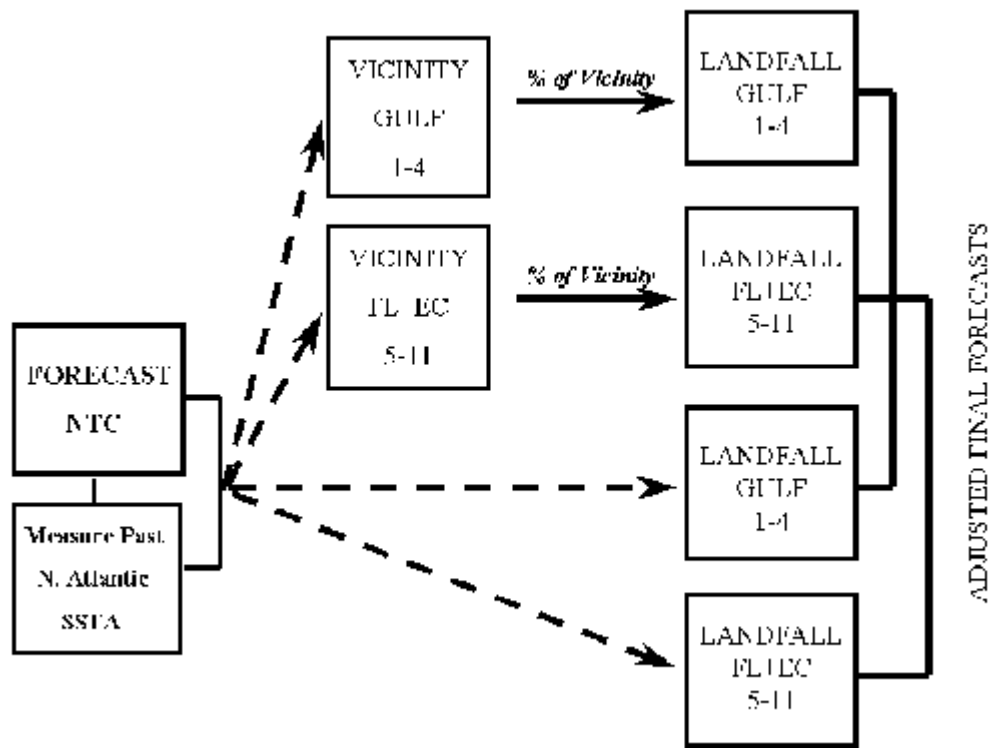 VICINITY
GULF
1-4
% of Vicinity
LANDFALL
GULF
1-4
VICINITY
FL+EC
5-11
% of Vicinity
LANDFALL
FL+EC
5-11
FORECAST
NTC
Measure Past
N. Atlantic
SSTA
LANDFALL
GULF
1-4
LANDFALL
FL+EC
5-11
ADJUSTED FINAL FORECASTS